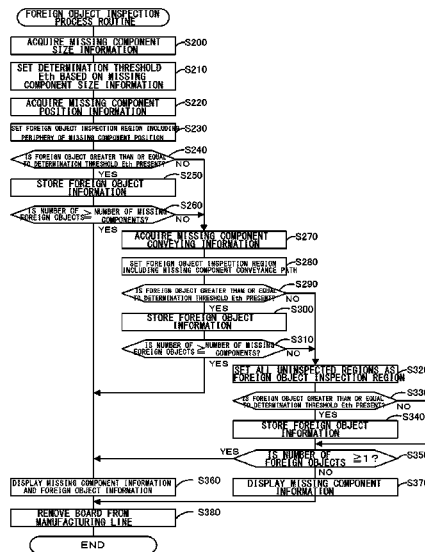 FOREIGN OBJECT INSPECTION
PROCESS ROUTINE
S200
ACQUIRE MISSING COMPONENT
SIZE INFORMATION
S210
SET DETERMINATION THRESHOLD
Eth BASED ON MISSING
COMPONENT SIZE INFORMATION
S220
ACQUIRE MISSING COMPONENT
POSITION INFORMATION
S230
SET FOREIGN OBJECT INSPECTION REGION INCLUDING
PERIPHERY OF MISSING COMPONENT POSITION
S240
IS FOREIGN OBJECT GREATER THAN OR EQUAL
TO DETERMINATION THRESHOLD Eth PRESENT?
NO
YES
S250
STORE FOREIGN OBJECT
INFORMATION
S260
IS NUMBER OF FOREIGN OBJECTS ≧ NUMBER OF MISSING COMPONENTS?
NO
YES
S270
ACQUIRE MISSING COMPONENT
CONVEYING INFORMATION
S280
SET FOREIGN OBJECT INSPECTION REGION
INCLUDING MISSING COMPONENT CONVEYANCE PATH
S290
IS FOREIGN OBJECT GREATER THAN OR EQUAL
TO DETERMINATION THRESHOLD Eth PRESENT?
NO
YES
S300
STORE FOREIGN OBJECT
INFORMATION
S310
IS NUMBER OF FOREIGN OBJECTS ≧ NUMBER OF MISSING COMPONENTS?
NO
YES
S320
SET ALL UNINSPECTED REGIONS AS
FOREIGN OBJECT INSPECTION REGION
S330
IS FOREIGN OBJECT GREATER THAN OR EQUAL
TO DETERMINATION THRESHOLD Eth PRESENT?
NO
YES
S340
STORE FOREIGN OBJECT
INFORMATION
YES
S350
IS NUMBER OF FOREIGN OBJECTS ≧1?
NO
S360
DISPLAY MISSING COMPONENT INFORMATION
AND FOREIGN OBJECT INFORMATION
S370
DISPLAY MISSING COMPONENT
INFORMATION
S380
REMOVE BOARD FROM
MANUFACTURING LINE
END